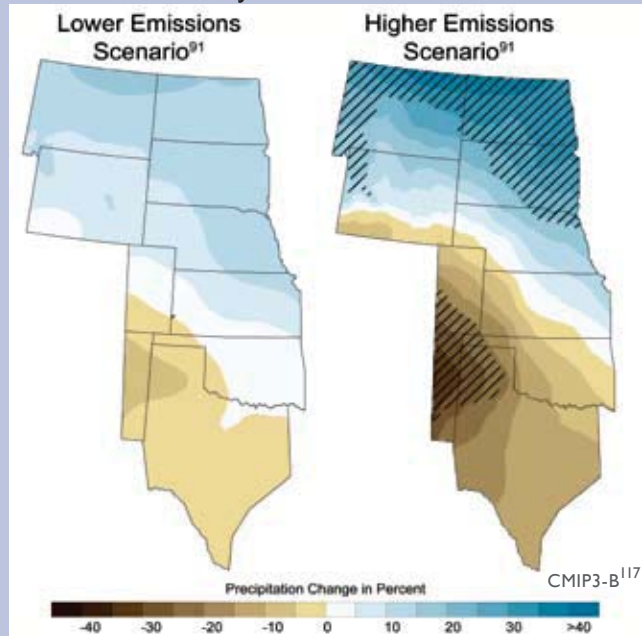 Lower Emissions
Scenario⁹¹
Higher Emissions
Scenario⁹¹
CMIP3-B¹¹⁷
Precipitation Change in Percent
-40 -30 -20 -10 0 10 20 30 >40